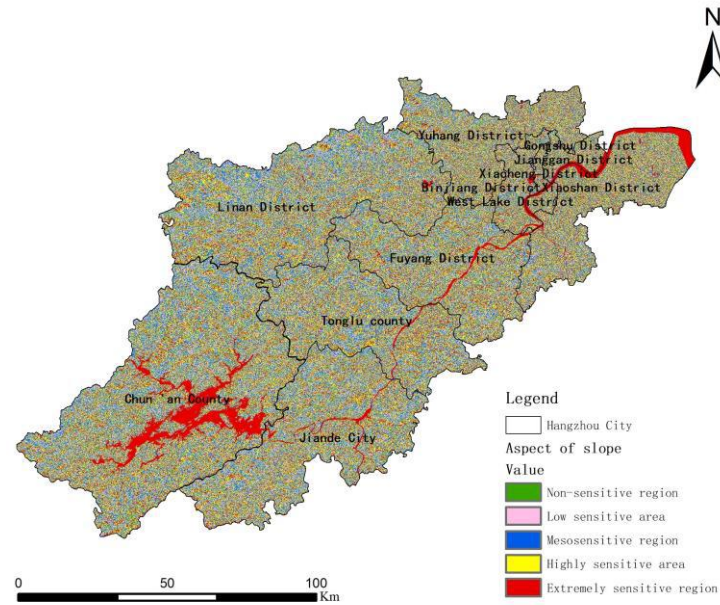 N
Yuhang District
Gongshu District
Jianggan District
Xiacheng District
Binjiang District
Xiaoshan District
West Lake District
Linan District
Fuyang District
Tonglu county
Chun 'an County
Jiande City
Legend
Hangzhou City
Aspect of slope
Value
Non-sensitive region
Low sensitive area
Mesosensitive region
Highly sensitive area
Extremely sensitive region
0 50 100
Km